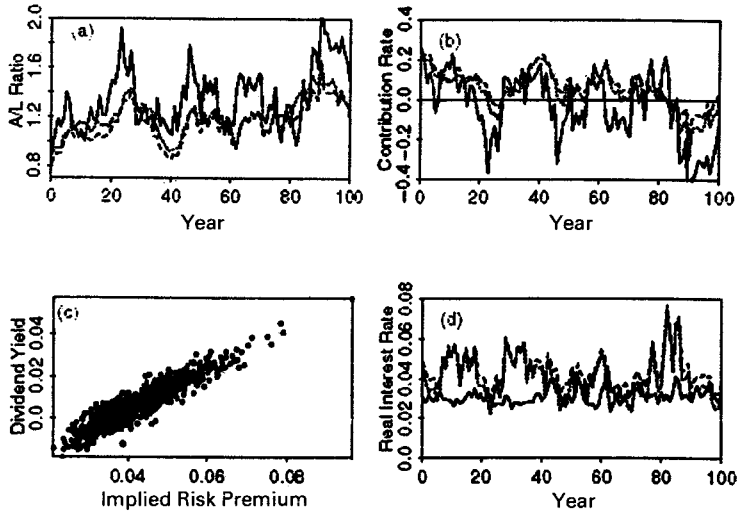 (a)
A/L Ratio
2.0
1.6
1.2
0.8
0 20 40 60 80 100
Year
(b)
Contribution Rate
0.4
0.2
0.0
-0.2
-0.4
0 20 40 60 80 100
Year
(c)
Dividend Yield
0.04
0.02
0.0
0.04 0.06 0.08
Implied Risk Premium
(d)
Real Interest Rate
0.08
0.06
0.04
0.02
0.0
0 20 40 60 80 100
Year